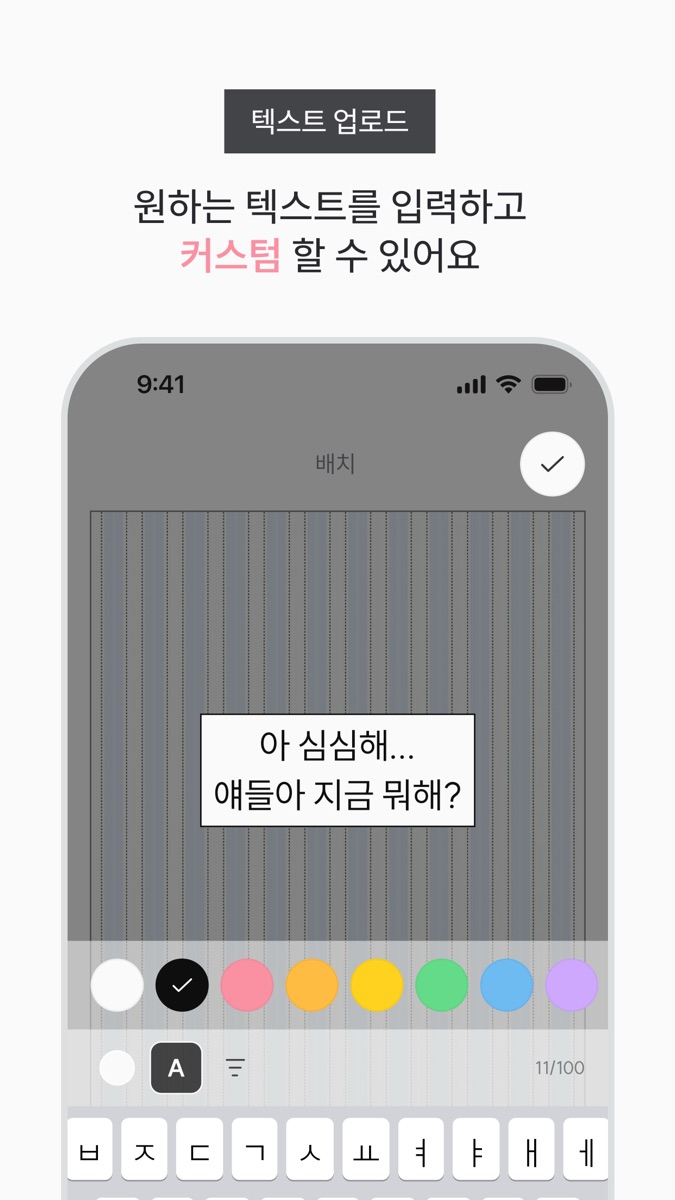 텍스트 업로드
원하는 텍스트를 입력하고
커스텀 할 수 있어요
9:41
배치
아 심심해...
얘들아 지금 뭐해?
A
11/100
ㅂ ㅈ ㄷ ㄱ ㅅ ㅛ ㅕ ㅑ ㅐ ㅔ